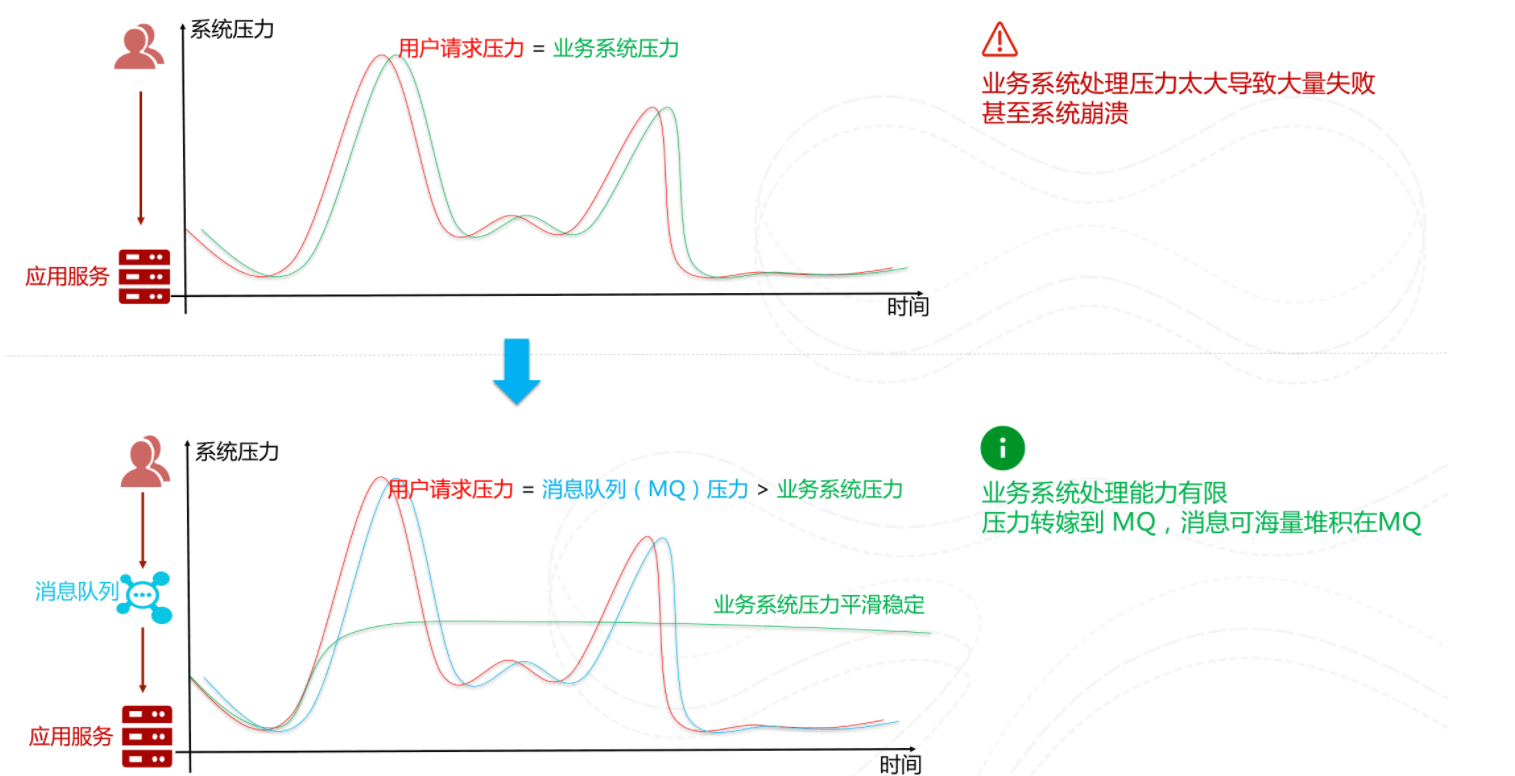 系统压力
用户请求压力 = 业务系统压力
业务系统处理压力太大导致大量失败
甚至系统崩溃
应用服务
时间
系统压力
用户请求压力 = 消息队列（MQ）压力 > 业务系统压力
业务系统处理能力有限
压力转嫁到 MQ，消息可海量堆积在MQ
消息队列
业务系统压力平滑稳定
应用服务
时间